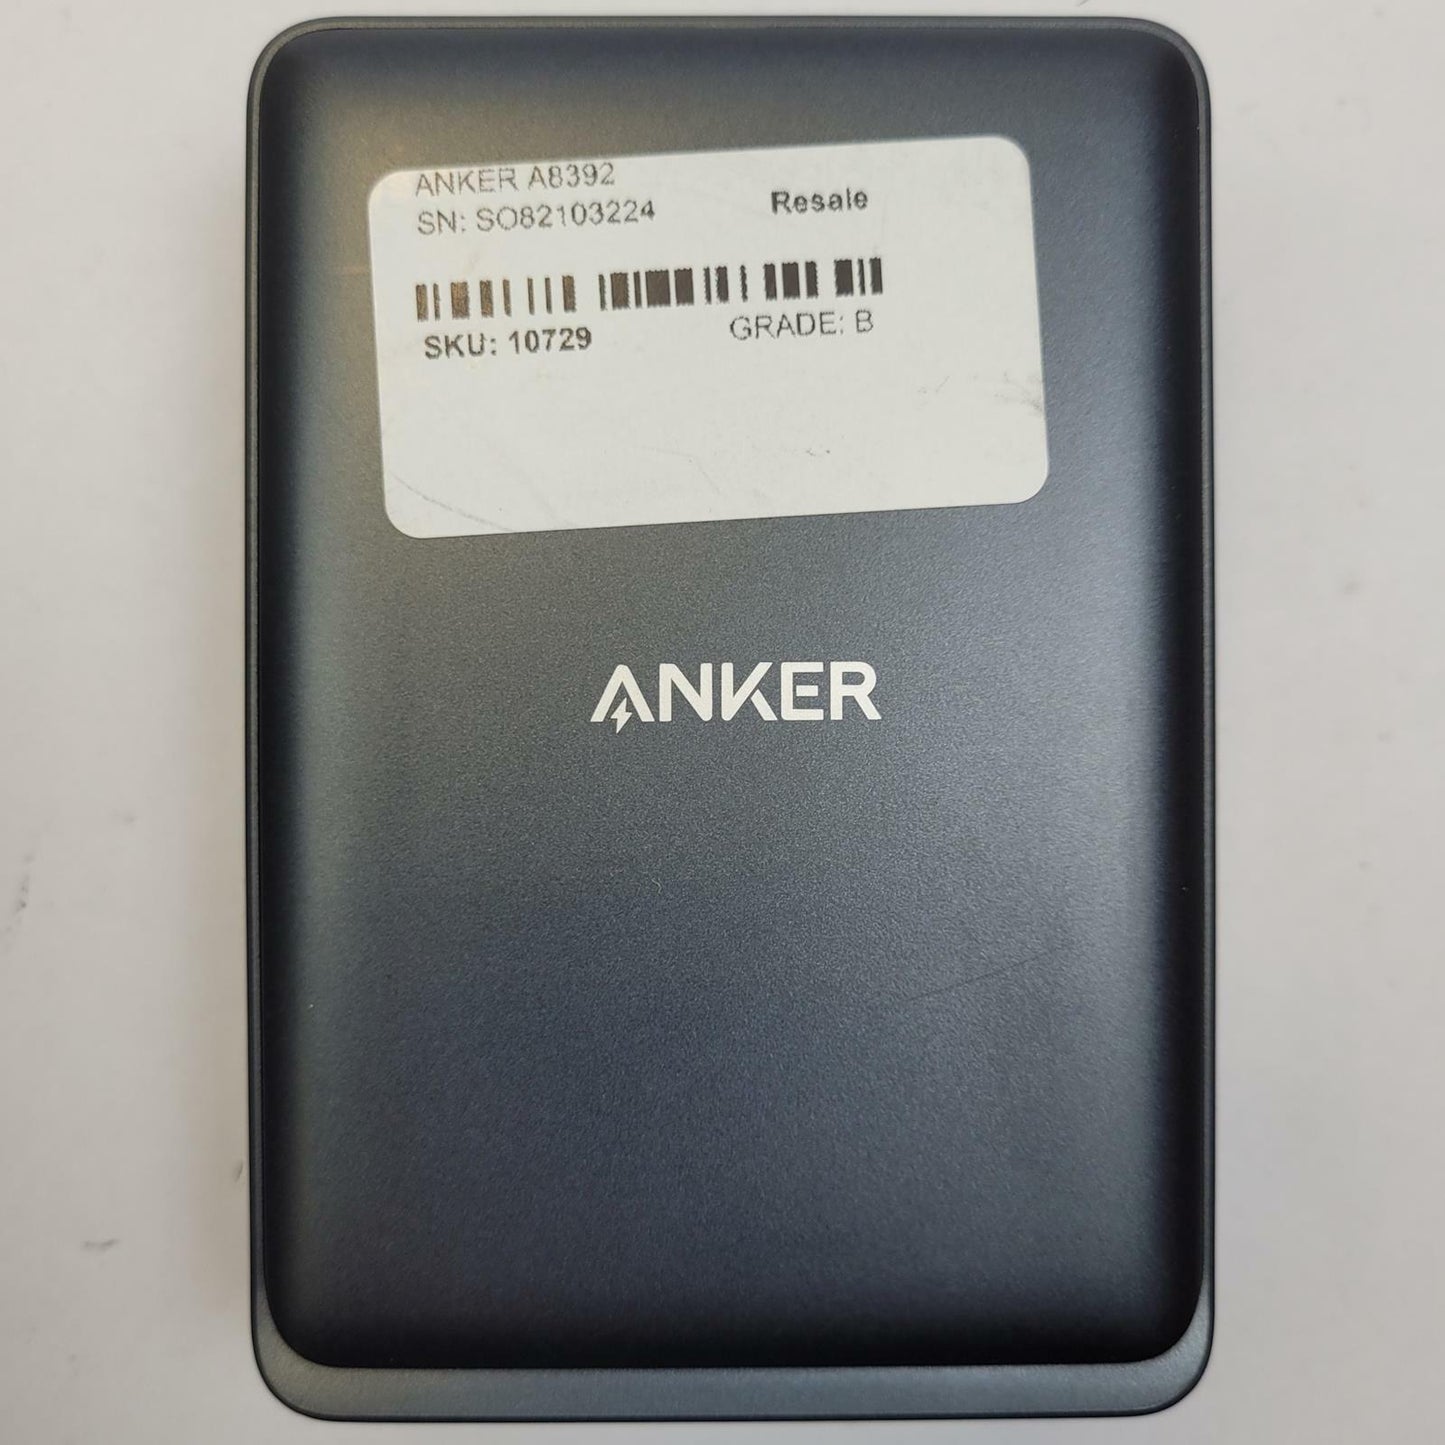 ANKER A8392
SN: SO82103224
Resale
SKU: 10729
GRADE: B
ANKER